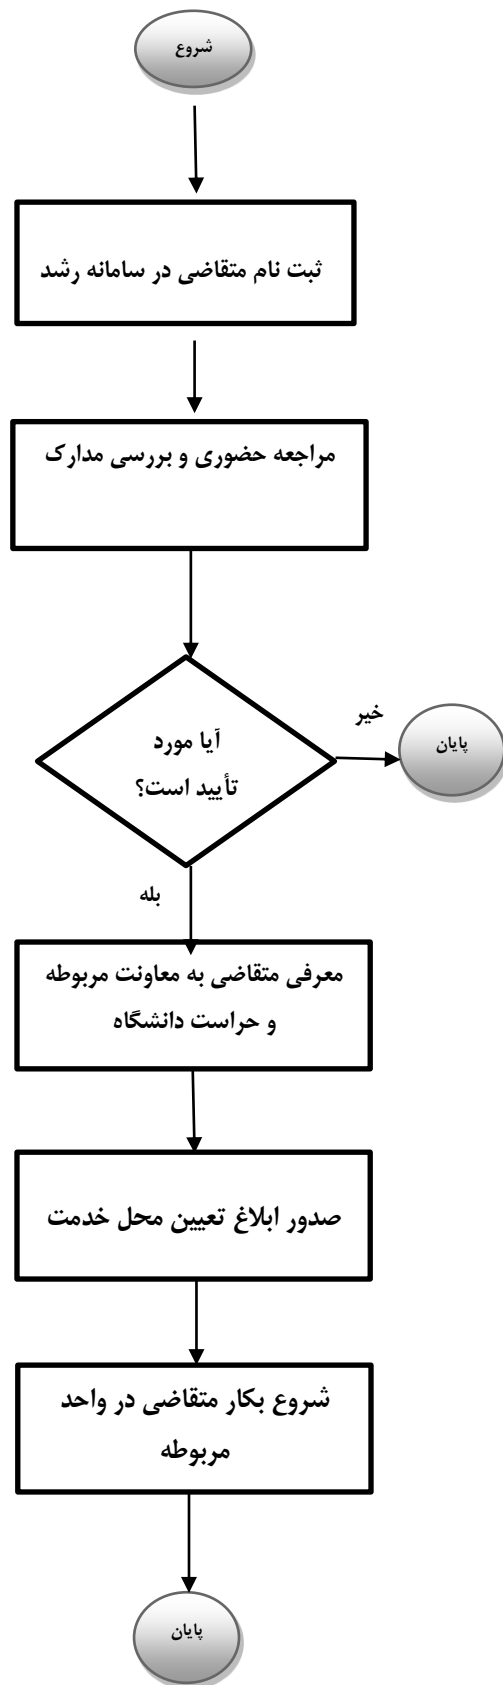 شروع
ثبت نام متقاضی در سامانه رشد
مراجعه حضوری و بررسی مدارک
آیا مورد
تأیید است؟
خیر
پایان
بله
معرفی متقاضی به معاونت مربوطه
و حراست دانشگاه
صدور ابلاغ تعیین محل خدمت
شروع بکار متقاضی در واحد
مربوطه
پایان